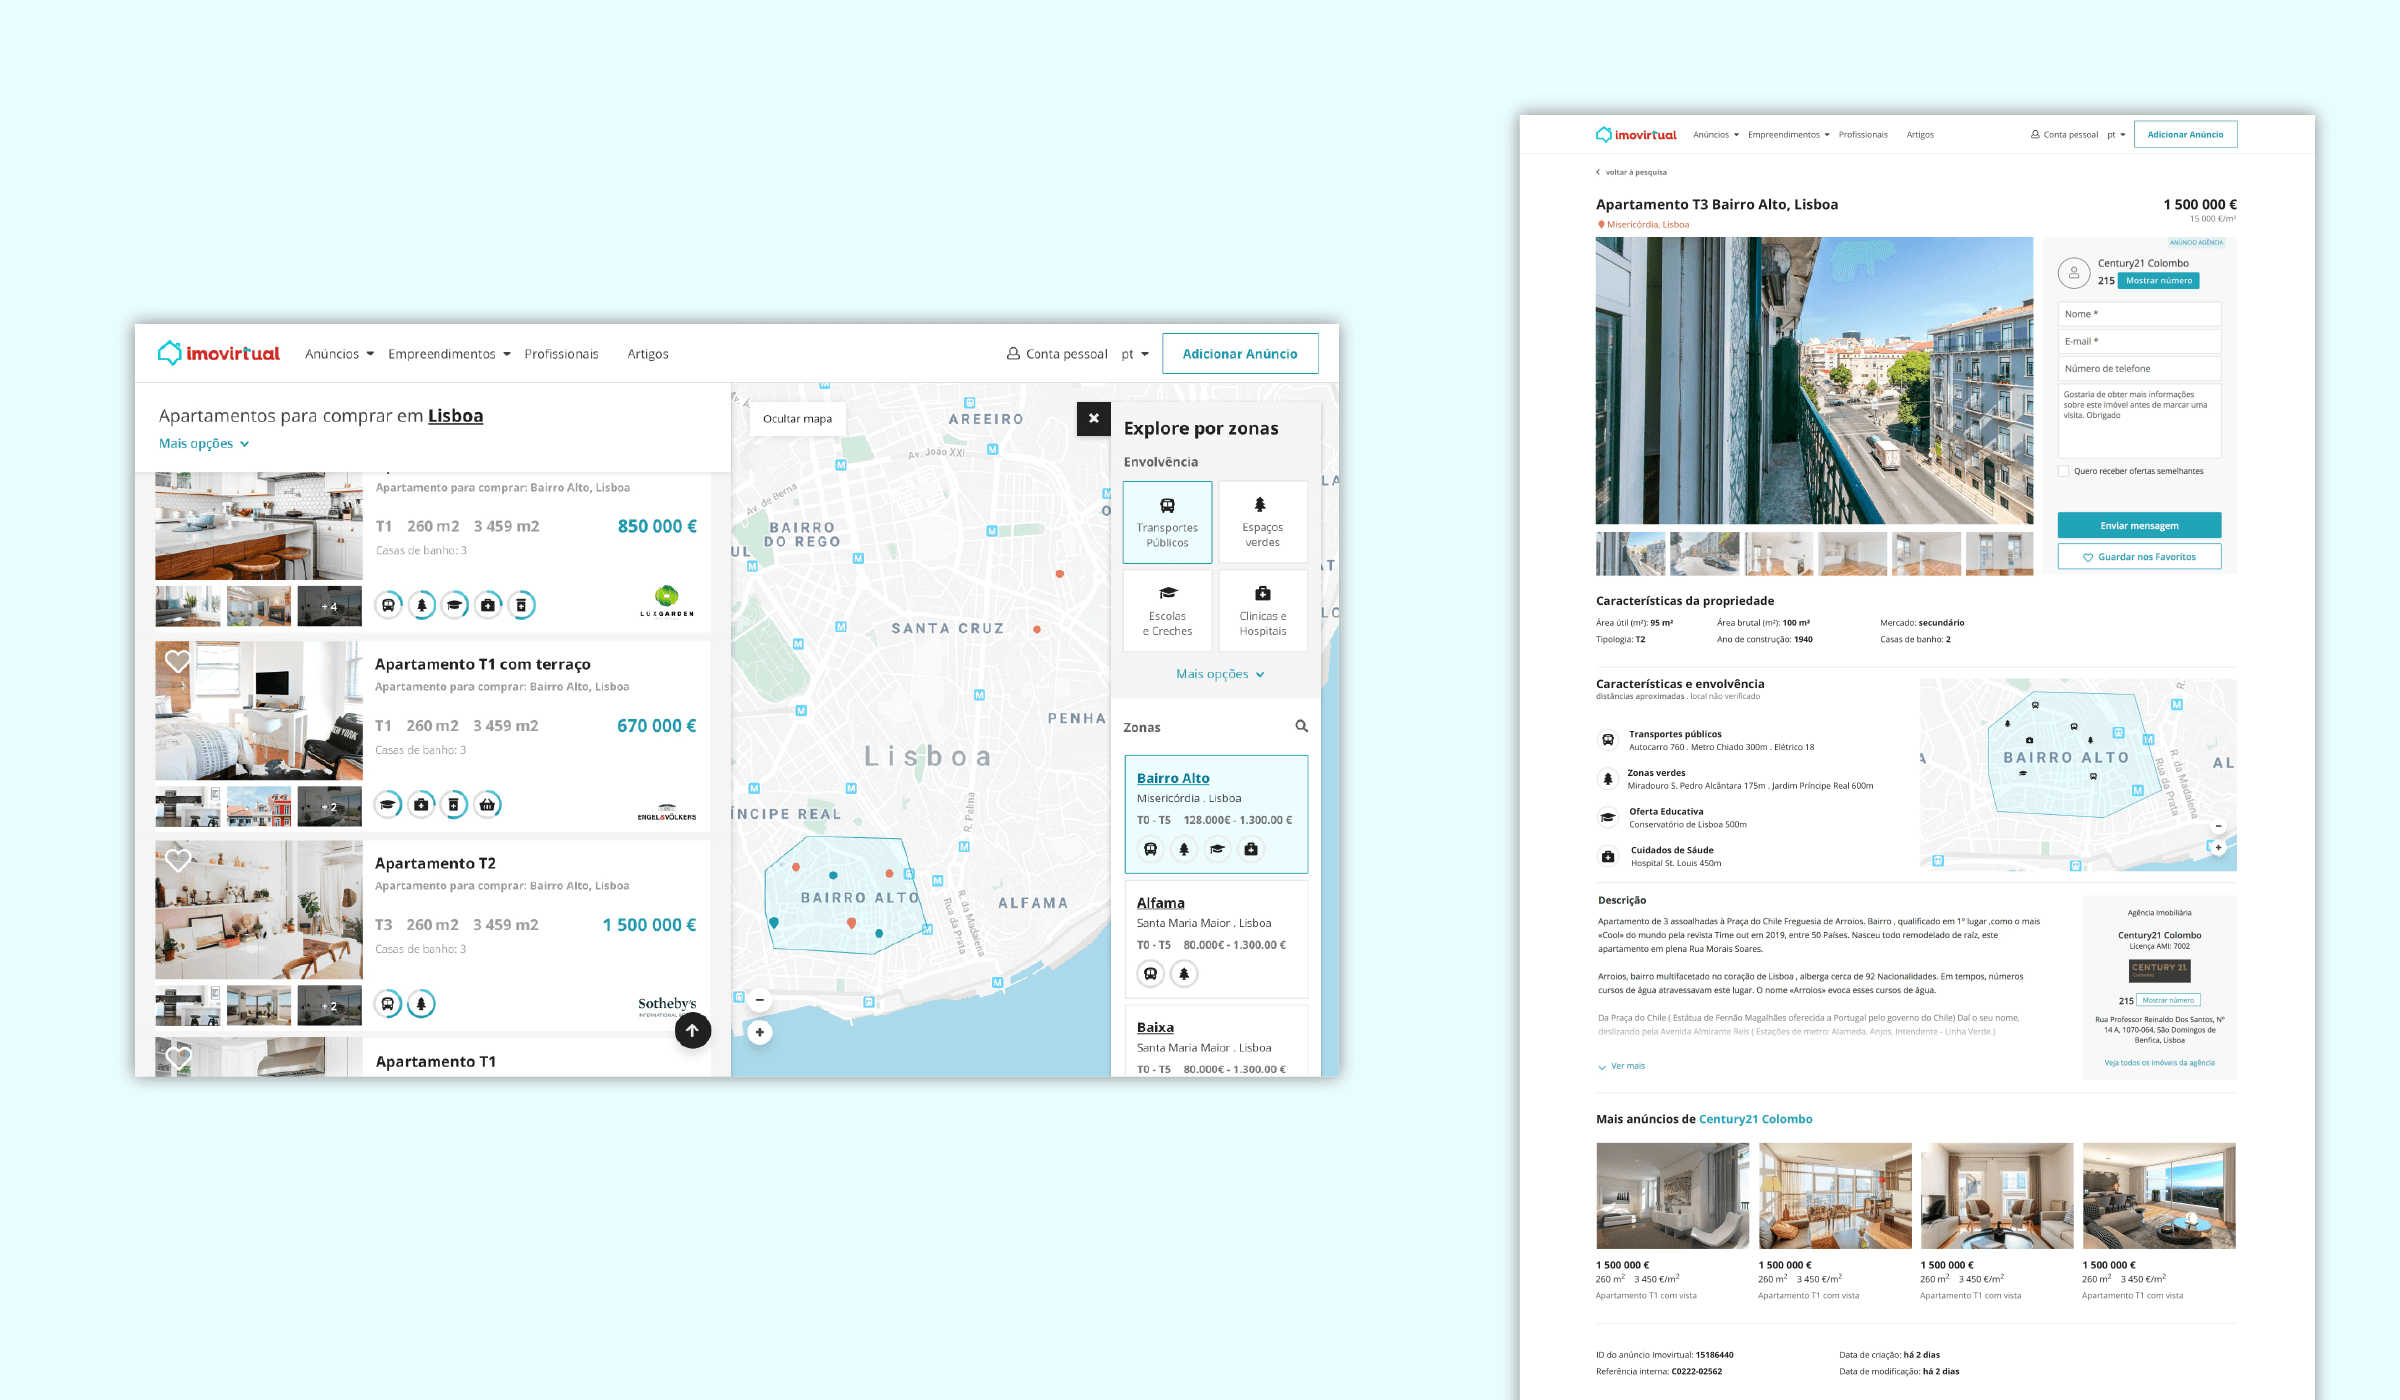 imovirtual
Anúncios
Empreendimentos
Profissionais
Artigos
Conta pessoal
pt
Adicionar Anúncio
Apartamentos para comprar em Lisboa
Mais opções
Apartamento para comprar: Bairro Alto, Lisboa
T1 260 m2 3 459 m2
850 000 €
Casas de banho: 3
+ 4
LUXGARDEN
Apartamento T1 com terraço
Apartamento para comprar: Bairro Alto, Lisboa
T1 260 m2 3 459 m2
670 000 €
Casas de banho: 3
NEW YORK
+ 2
ENGEL&VÖLKERS
Apartamento T2
Apartamento para comprar: Bairro Alto, Lisboa
T3 260 m2 3 459 m2
1 500 000 €
Casas de banho: 3
+ 2
Sotheby's
Apartamento T1
Ocultar mapa
AREEIRO
Av. João XXI
Av. de Berna
BAIRRO
DO REGO
SANTA CRUZ
PENHA
Lisboa
ÍNCIPE REAL
R. Palma
BAIRRO ALTO
R. da Madalena
Rua da Prata
ALFAMA
Explore por zonas
Envolvência
Transportes
Públicos
Espaços
verdes
Escolas
e Creches
Clinicas e
Hospitais
Mais opções
Zonas
Bairro Alto
Misericórdia . Lisboa
T0 - T5 128.000€ - 1.300.00 €
Alfama
Santa Maria Maior . Lisboa
T0 - T5 80.000€ - 1.300.00 €
Baixa
Santa Maria Maior . Lisboa
T0 - T5 80.000€ - 1.300.00 €
imovirtual
Anúncios
Empreendimentos
Profissionais
Artigos
Conta pessoal
pt
Adicionar Anúncio
voltar à pesquisa
Apartamento T3 Bairro Alto, Lisboa
1 500 000 €
Misericórdia, Lisboa
15 000 €/m²
ANÚNCIO AGÊNCIA
Century21 Colombo
215 Mostrar número
Nome *
E-mail *
Número de telefone
Gostaria de obter mais informações
sobre este imóvel antes de marcar uma
visita. Obrigado
Quero receber ofertas semelhantes
Enviar mensagem
Guardar nos Favoritos
Características da propriedade
Área útil (m²): 95 m² Área brutal (m²): 100 m² Mercado: secundário
Tipologia: T2 Ano de construção: 1940 Casas de banho: 2
Características e envolvência
distâncias aproximadas . local não verificado
Transportes públicos
Autocarro 760 . Metro Chiado 300m . Elétrico 18
Zonas verdes
Miradouro S. Pedro Alcântara 175m . Jardim Príncipe Real 600m
Oferta Educativa
Conservatório de Lisboa 500m
Cuidados de Sáude
Hospital St. Louis 450m
BAIRRO ALTO
AL
R. da Madalena
Rua da Prata
Descrição
Apartamento de 3 assoalhadas à Praça do Chile Freguesia de Arroios. Bairro , qualificado em 1º lugar ,como o mais
«Cool» do mundo pela revista Time out em 2019, entre 50 Países. Nasceu todo remodelado de raíz, este
apartamento em plena Rua Morais Soares.
Arroios, bairro multifacetado no coração de Lisboa , alberga cerca de 92 Nacionalidades. Em tempos, números
cursos de água atravessavam este lugar. O nome «Arroios» evoca esses cursos de água.
Da Praça do Chile ( Estátua de Fernão Magalhães oferecida a Portugal pelo governo do Chile) Daí o seu nome,
deslizando pela Avenida Almirante Reis ( Estações de metro: Alameda, Anjos, Intendente - Linha Verde.)
Ver mais
Agência Imobiliária
Century21 Colombo
Licença AMI: 7002
CENTURY 21.
Colombo
215 Mostrar número
Rua Professor Reinaldo Dos Santos, Nº
14 A, 1070-064, São Domingos de
Benfica, Lisboa
Veja todos os imóveis da agência
Mais anúncios de Century21 Colombo
1 500 000 €
260 m² 3 450 €/m²
Apartamento T1 com vista
1 500 000 €
260 m² 3 450 €/m²
Apartamento T1 com vista
1 500 000 €
260 m² 3 450 €/m²
Apartamento T1 com vista
1 500 000 €
260 m² 3 450 €/m²
Apartamento T1 com vista
ID do anúncio Imovirtual: 15186440
Data de criação: há 2 dias
Referência interna: C0222-02562
Data de modificação: há 2 dias